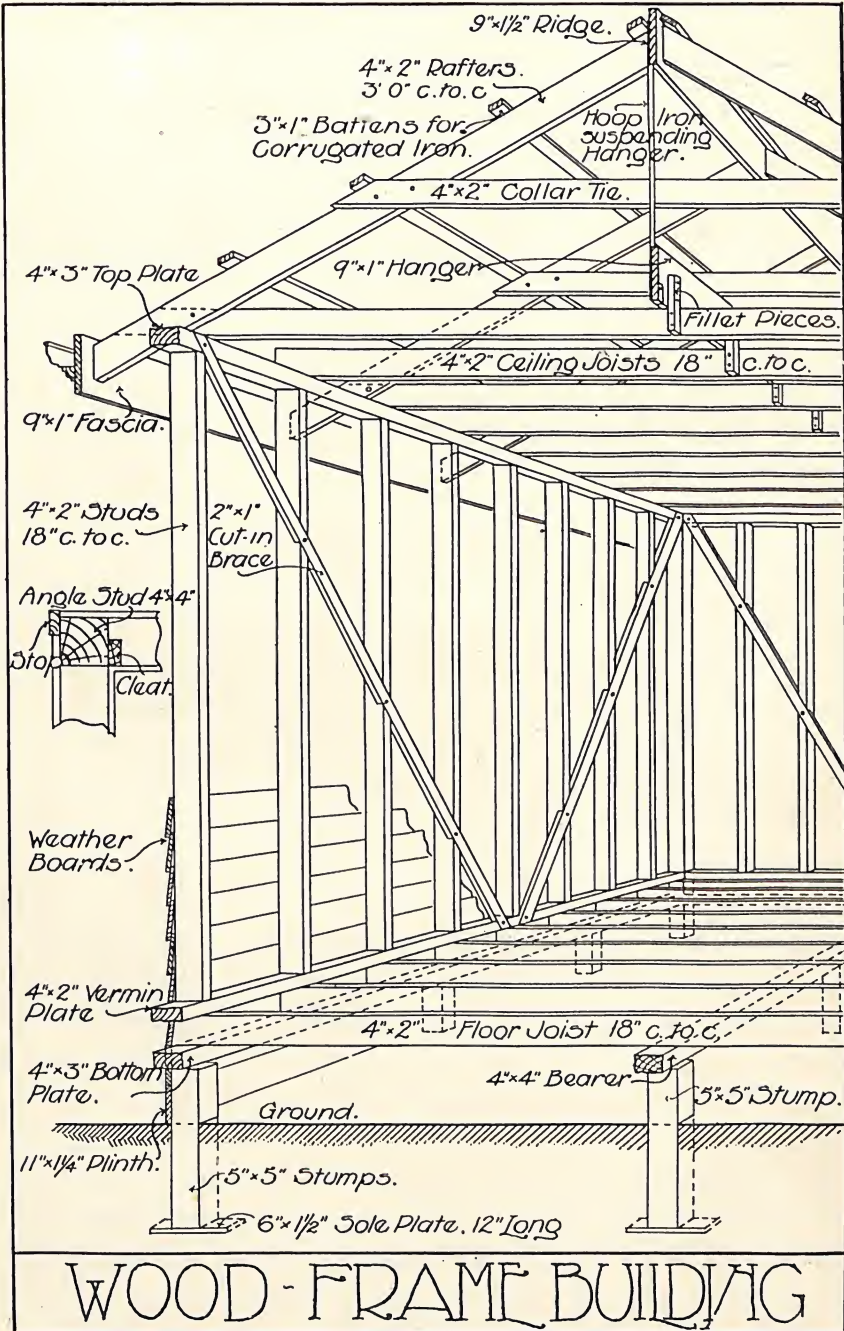 9"×1½" Ridge.
4"×2" Rafters.
3' 0" c. to. c
3"×1" Battens for
Corrugated Iron.
Hoop Iron
suspending
Hanger.
4"×2" Collar Tie.
4"×3" Top Plate
9"×1" Hanger
Fillet Pieces.
4"×2" Ceiling Joists 18" c. to c.
9"×1" Fascia.
4"×2" Studs
18" c. to c.
2"×1"
Cut-in
Brace
Angle Stud 4"×4"
Stop
Cleat.
Weather
Boards.
4"×2" Vermin
Plate
4"×2" Floor Joist 18" c. to c
4"×3" Bottom
Plate.
4"×4" Bearer
5"×5" Stump.
Ground.
11"×1¼" Plinth.
5"×5" Stumps.
6"×1½" Sole Plate. 12" Long
WOOD - FRAME BUILDING